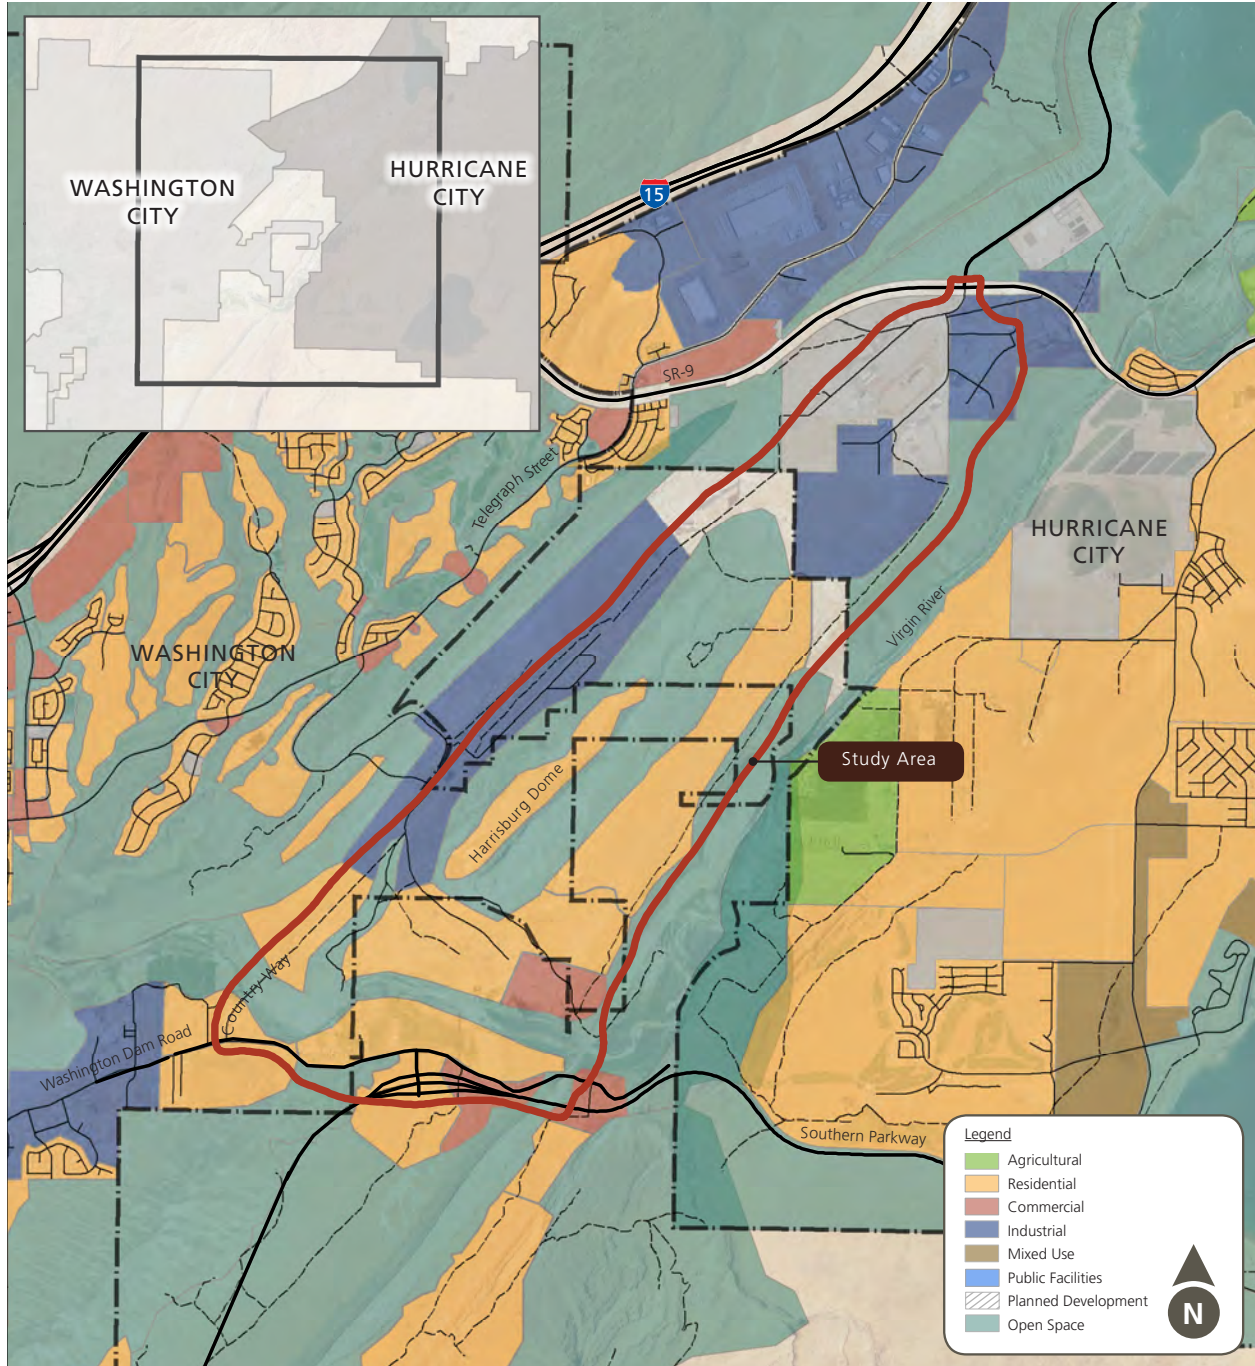 WASHINGTON
CITY
HURRICANE
CITY
15
SR-9
Telegraph Street
HURRICANE
CITY
Virgin River
WASHINGTON
CITY
Study Area
Harrisburg Dome
Country Way
Washington Dam Road
Southern Parkway
Legend
Agricultural
Residential
Commercial
Industrial
Mixed Use
Public Facilities
Planned Development
Open Space
N